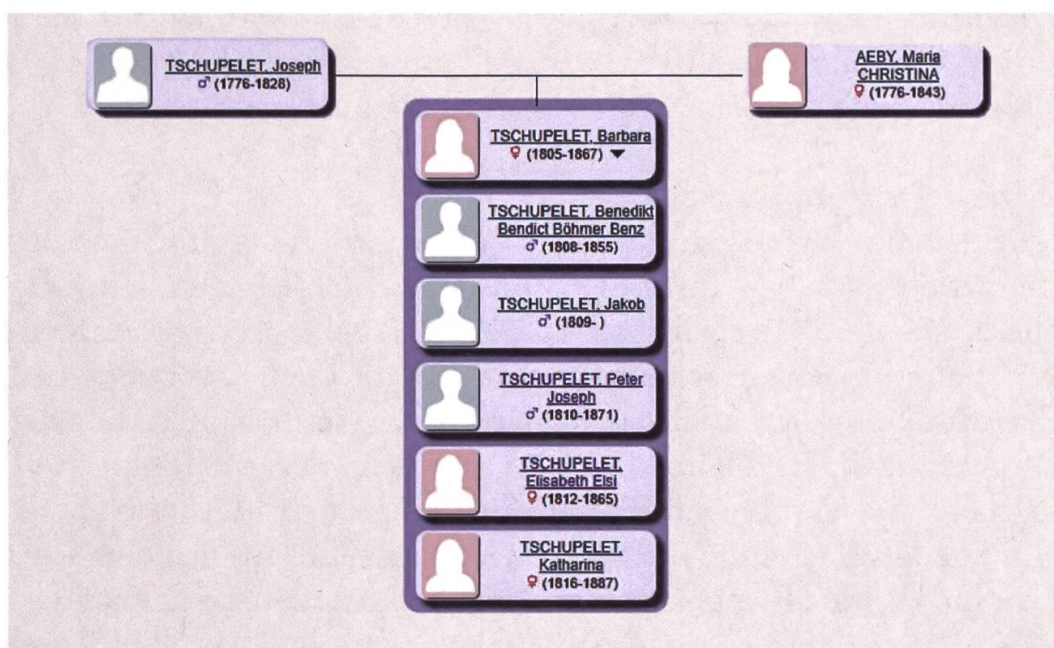 TSCHUPELET, Joseph
♂ (1776-1828)
AEBY, Maria
CHRISTINA
♀ (1776-1843)
TSCHUPELET, Barbara
♀ (1805-1867) ▼
TSCHUPELET, Benedikt
Bendict Böhmer Benz
♂ (1808-1855)
TSCHUPELET, Jakob
♂ (1809- )
TSCHUPELET, Peter
Joseph
♂ (1810-1871)
TSCHUPELET,
Elisabeth Elsi
♀ (1812-1865)
TSCHUPELET,
Katharina
♀ (1816-1887)